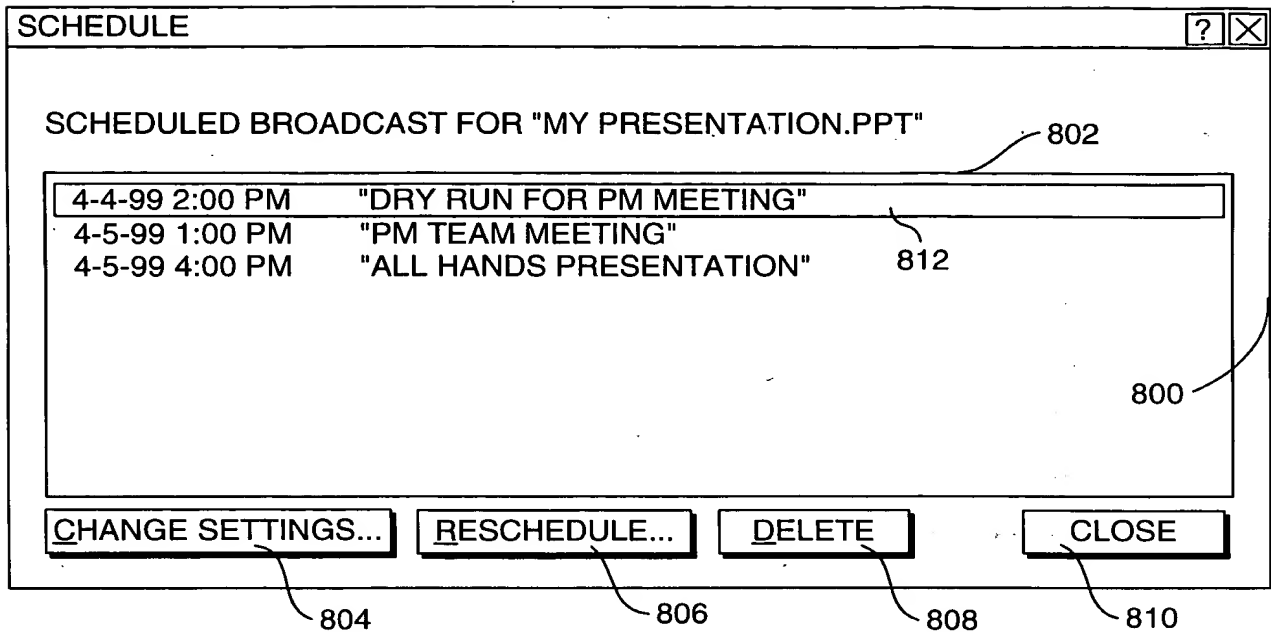 SCHEDULE ?
SCHEDULED BROADCAST FOR "MY PRESENTATION.PPT"
802
4-4-99 2:00 PM "DRY RUN FOR PM MEETING"
4-5-99 1:00 PM "PM TEAM MEETING"
4-5-99 4:00 PM "ALL HANDS PRESENTATION"
812
800
CHANGE SETTINGS... RESCHEDULE... DELETE CLOSE
804 806 808 810